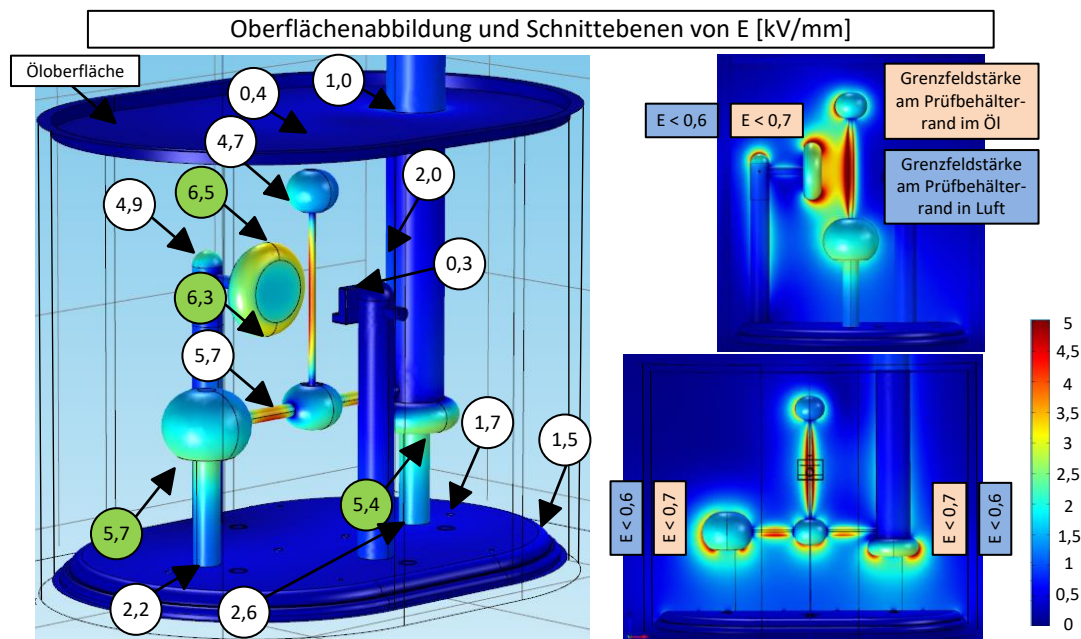 Oberflächenabbildung und Schnittebenen von E [kV/mm]
Öloberfläche
1,0
0,4
4,7
6,5
2,0
4,9
0,3
6,3
5,7
1,7
1,5
5,4
5,7
2,2
2,6
E < 0,6
E < 0,7
Grenzfeldstärke
am Prüfbehälter-
rand im Öl
Grenzfeldstärke
am Prüfbehälter-
rand in Luft
E < 0,6
E < 0,7
E < 0,7
E < 0,6
5
4,5
4
3,5
3
2,5
2
1,5
1
0,5
0